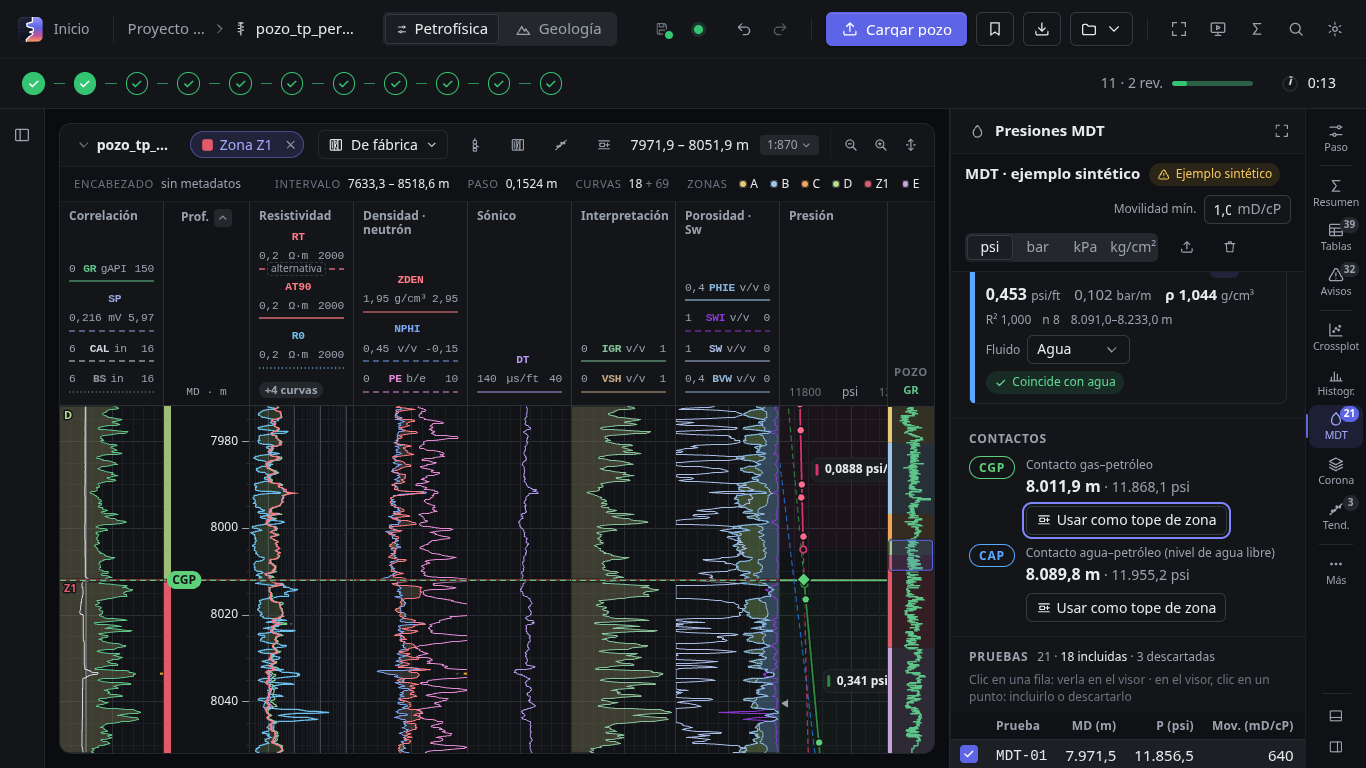 Inicio
Proyecto ...
pozo_tp_per...
Petrofísica
Geología
Cargar pozo
11 · 2 rev.
0:13
pozo_tp_...
Zona Z1
De fábrica
7971,9 – 8051,9 m
1:870
ENCABEZADO sin metadatos
INTERVALO 7633,3 – 8518,6 m
PASO 0,1524 m
CURVAS 18 + 69
ZONAS A B C D Z1 E
Correlación
Prof.
Resistividad
Densidad · neutrón
Sónico
Interpretación
Porosidad · Sw
Presión
0 GR gAPI 150
SP
0,216 mV 5,97
6 CAL in 16
6 BS in 16
MD · m
RT
0,2 Ω·m 2000
alternativa
AT90
0,2 Ω·m 2000
R0
0,2 Ω·m 2000
+4 curvas
ZDEN
1,95 g/cm³ 2,95
NPHI
0,45 v/v -0,15
0 PE b/e 10
DT
140 µs/ft 40
0 IGR v/v 1
0 VSH v/v 1
0,4 PHIE v/v 0
1 SWI v/v 0
1 SW v/v 0
0,4 BVW v/v 0
11800 psi 12
POZO
GR
D
7980
8000
CGP
Z1
8020
8040
0,0888 psi/
0,341 psi
Presiones MDT
MDT · ejemplo sintético
Ejemplo sintético
Movilidad mín.
1,0 mD/cP
psi
bar
kPa
kg/cm²
0,453 psi/ft 0,102 bar/m ρ 1,044 g/cm³
R² 1,000 n 8 8.091,0–8.233,0 m
Fluido
Agua
Coincide con agua
CONTACTOS
CGP
Contacto gas–petróleo
8.011,9 m · 11.868,1 psi
Usar como tope de zona
CAP
Contacto agua–petróleo (nivel de agua libre)
8.089,8 m · 11.955,2 psi
Usar como tope de zona
PRUEBAS 21 · 18 incluidas · 3 descartadas
Clic en una fila: verla en el visor · en el visor, clic en un
punto: incluirlo o descartarlo
Prueba MD (m) P (psi) Mov. (mD/cP)
MDT-01 7.971,5 11.856,5 640
Paso
Resumen
39
Tablas
32
Avisos
Crossplot
Histogr.
21
MDT
Corona
3
Tend.
Más